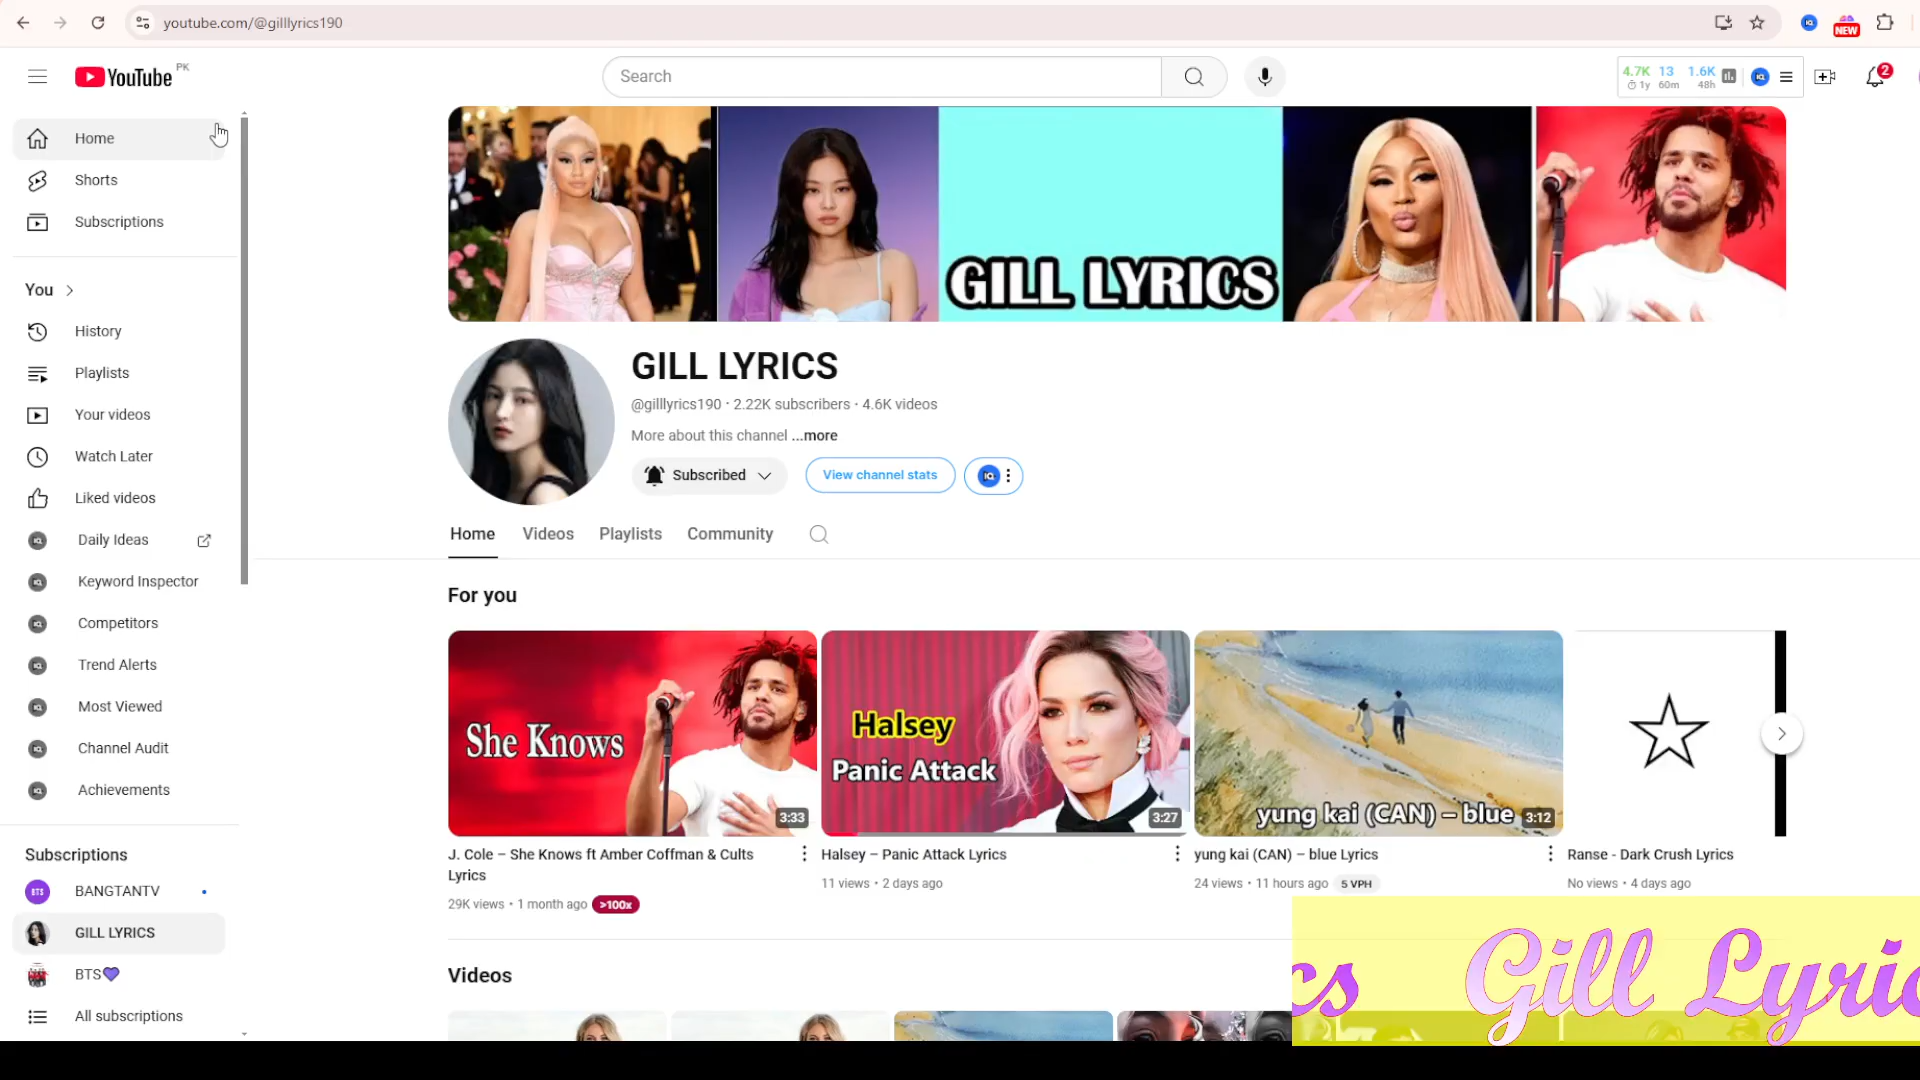 youtube.com/@gilllyrics190
NEW
YouTube PK
Search
4.7K 13 1.6K
1y 60m 48h
2
Home
Shorts
Subscriptions
You
History
Playlists
Your videos
Watch Later
Liked videos
Daily Ideas
Keyword Inspector
Competitors
Trend Alerts
Most Viewed
Channel Audit
Achievements
Subscriptions
BTS BANGTANTV
GILL LYRICS
BTS💜
All subscriptions
GILL LYRICS
GILL LYRICS
@gilllyrics190 · 2.22K subscribers · 4.6K videos
More about this channel ...more
Subscribed View channel stats
Home Videos Playlists Community
For you
She Knows
3:33
J. Cole – She Knows ft Amber Coffman & Cults
Lyrics
29K views • 1 month ago >100x
Halsey
Panic Attack
3:27
Halsey – Panic Attack Lyrics
11 views • 2 days ago
yung kai (CAN) – blue 3:12
yung kai (CAN) – blue Lyrics
24 views • 11 hours ago 5 VPH
Ranse - Dark Crush Lyrics
No views • 4 days ago
Videos
cs Gill Lyric